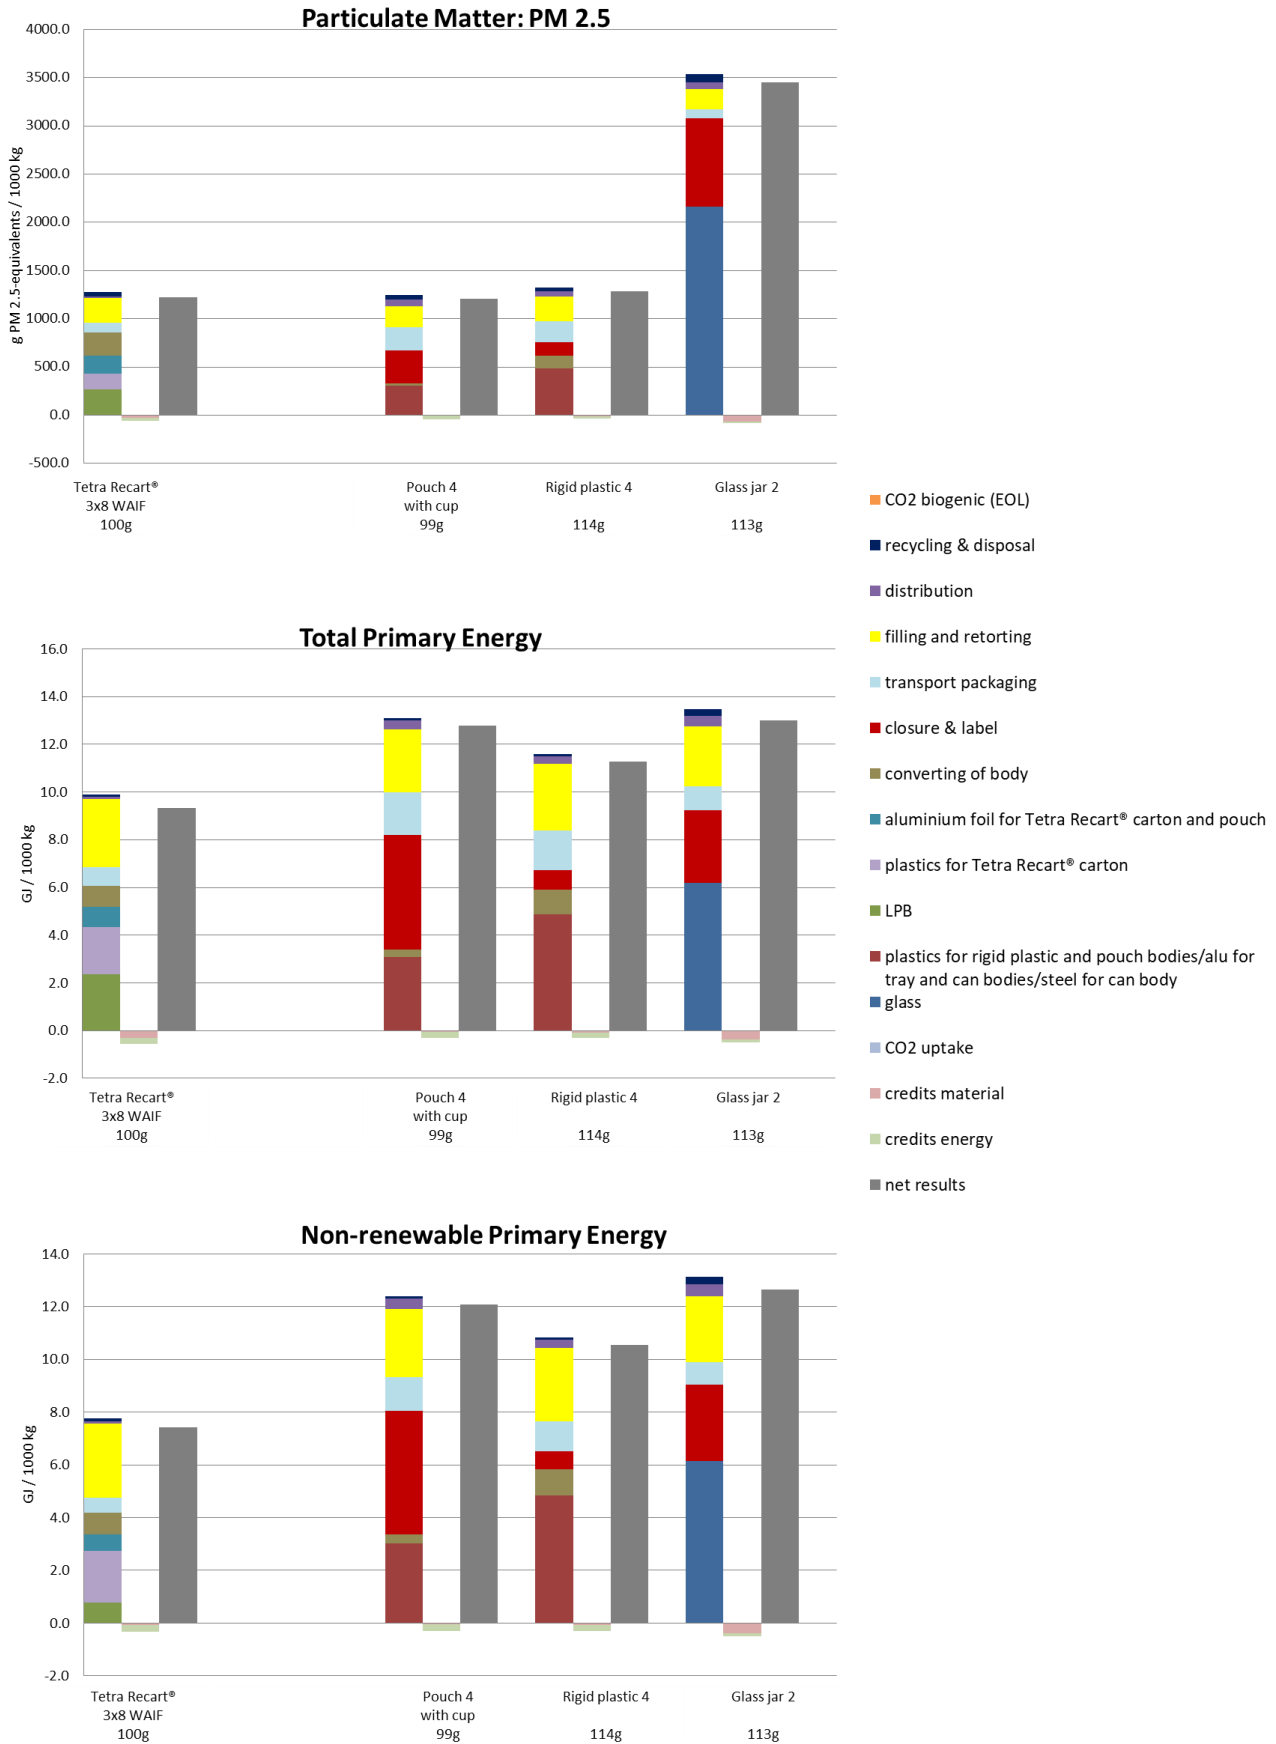 Particulate Matter: PM 2.5
g PM 2.5-equivalents / 1000 kg
4000.0
3500.0
3000.0
2500.0
2000.0
1500.0
1000.0
500.0
0.0
-500.0
Tetra Recart®
3x8 WAIF
100g
Pouch 4
with cup
99g
Rigid plastic 4
114g
Glass jar 2
113g
Total Primary Energy
GJ / 1000 kg
16.0
14.0
12.0
10.0
8.0
6.0
4.0
2.0
0.0
-2.0
Tetra Recart®
3x8 WAIF
100g
Pouch 4
with cup
99g
Rigid plastic 4
114g
Glass jar 2
113g
Non-renewable Primary Energy
GJ / 1000 kg
14.0
12.0
10.0
8.0
6.0
4.0
2.0
0.0
-2.0
Tetra Recart®
3x8 WAIF
100g
Pouch 4
with cup
99g
Rigid plastic 4
114g
Glass jar 2
113g
CO2 biogenic (EOL)
recycling & disposal
distribution
filling and retorting
transport packaging
closure & label
converting of body
aluminium foil for Tetra Recart® carton and pouch
plastics for Tetra Recart® carton
LPB
plastics for rigid plastic and pouch bodies/alu for
tray and can bodies/steel for can body
glass
CO2 uptake
credits material
credits energy
net results